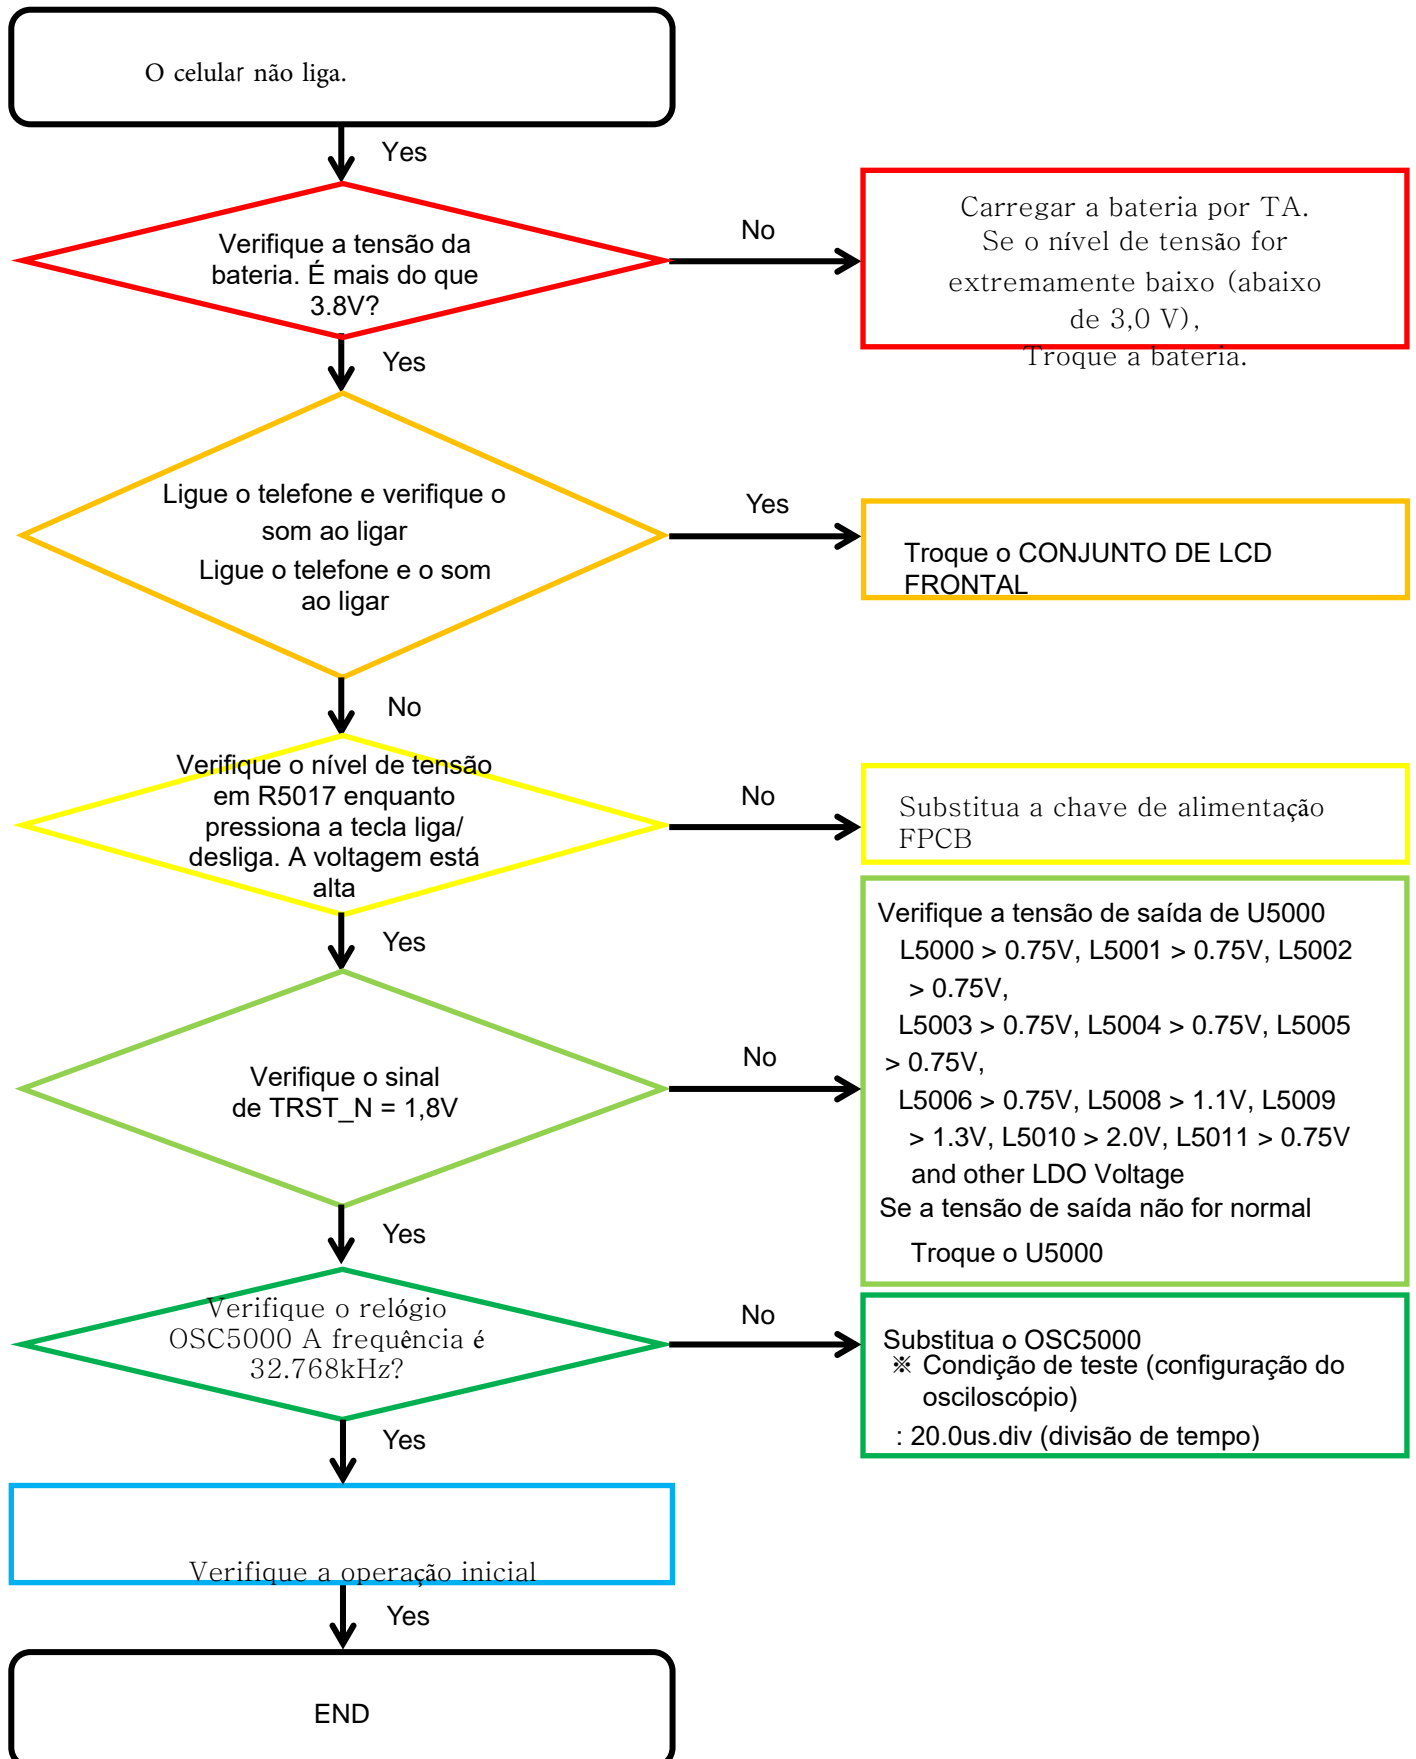 O celular não liga.
Yes
Verifique a tensão da
bateria. É mais do que
3.8V?
No
Carregar a bateria por TA.
Se o nível de tensão for
extremamente baixo (abaixo
de 3,0 V),
Troque a bateria.
Yes
Ligue o telefone e verifique o
som ao ligar
Ligue o telefone e o som
ao ligar
Yes
Troque o CONJUNTO DE LCD
FRONTAL
No
Verifique o nível de tensão
em R5017 enquanto
pressiona a tecla liga/
desliga. A voltagem está
alta
No
Substitua a chave de alimentação
FPCB
Yes
Verifique o sinal
de TRST_N = 1,8V
No
Verifique a tensão de saída de U5000
L5000 > 0.75V, L5001 > 0.75V, L5002
> 0.75V,
L5003 > 0.75V, L5004 > 0.75V, L5005
> 0.75V,
L5006 > 0.75V, L5008 > 1.1V, L5009
> 1.3V, L5010 > 2.0V, L5011 > 0.75V
and other LDO Voltage
Se a tensão de saída não for normal
Troque o U5000
Yes
Verifique o relógio
OSC5000 A frequência é
32.768kHz?
No
Substitua o OSC5000
※ Condição de teste (configuração do
osciloscópio)
: 20.0us.div (divisão de tempo)
Yes
Verifique a operação inicial
Yes
END